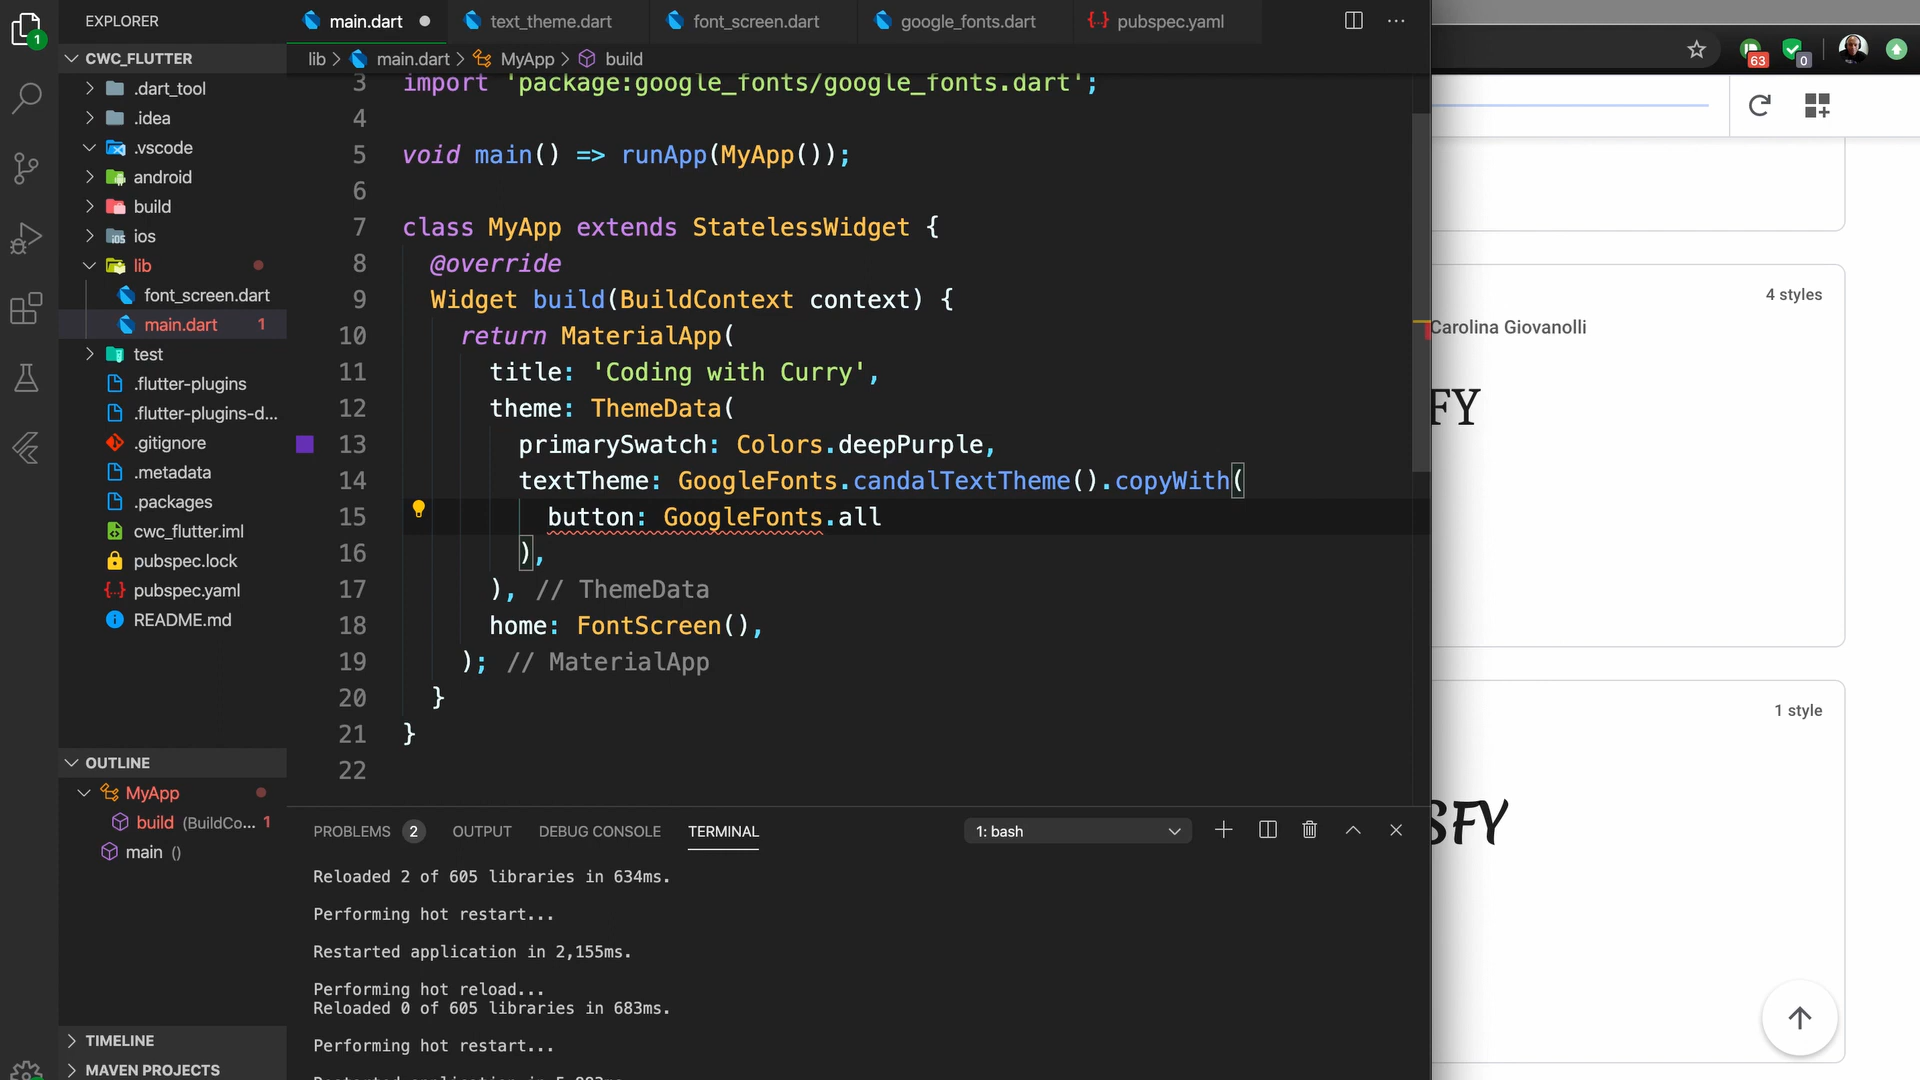 EXPLORER
main.dart
text_theme.dart
font_screen.dart
google_fonts.dart
{..} pubspec.yaml
1
CWC_FLUTTER
.dart_tool
.idea
.vscode
android
build
ios
lib
font_screen.dart
main.dart 1
test
.flutter-plugins
.flutter-plugins-d...
.gitignore
.metadata
.packages
cwc_flutter.iml
pubspec.lock
{..} pubspec.yaml
README.md
OUTLINE
MyApp
build (BuildCo... 1
main ()
TIMELINE
MAVEN PROJECTS
lib > main.dart > MyApp > build
3 import 'package:google_fonts/google_fonts.dart';
4
5 void main() => runApp(MyApp());
6
7 class MyApp extends StatelessWidget {
8 @override
9 Widget build(BuildContext context) {
10 return MaterialApp(
11 title: 'Coding with Curry',
12 theme: ThemeData(
13 primarySwatch: Colors.deepPurple,
14 textTheme: GoogleFonts.candalTextTheme().copyWith(
15 button: GoogleFonts.all
16 ),
17 ), // ThemeData
18 home: FontScreen(),
19 ); // MaterialApp
20 }
21 }
22
PROBLEMS 2 OUTPUT DEBUG CONSOLE TERMINAL 1: bash
Reloaded 2 of 605 libraries in 634ms.
Performing hot restart...
Restarted application in 2,155ms.
Performing hot reload...
Reloaded 0 of 605 libraries in 683ms.
Performing hot restart...
63
0
4 styles
Carolina Giovanolli
FY
1 style
SFY